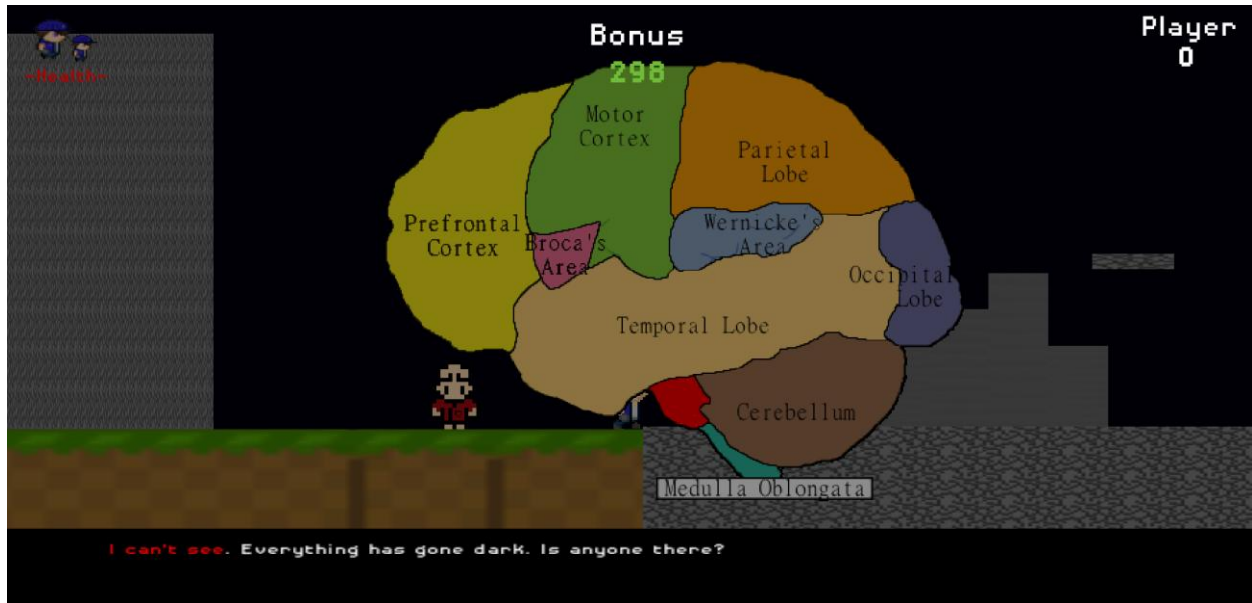 ~Health~
Bonus
298
Player
0
Motor
Cortex
Parietal
Lobe
Prefrontal
Cortex
Broca's
Area
Wernicke's
Area
Occipital
Lobe
Temporal Lobe
Cerebellum
Medulla Oblongata
I can't see. Everything has gone dark. Is anyone there?